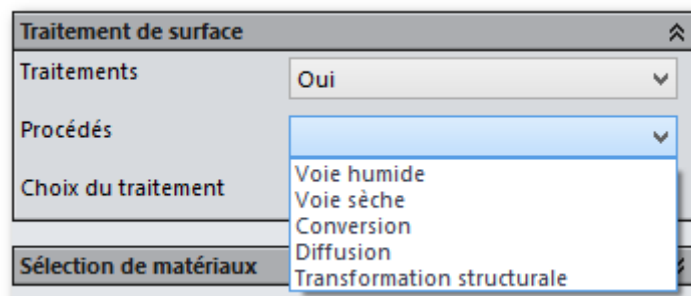 Traitement de surface
Traitements
Oui
Procédés
Voie humide
Voie sèche
Choix du traitement
Conversion
Diffusion
Sélection de matériaux
Transformation structurale